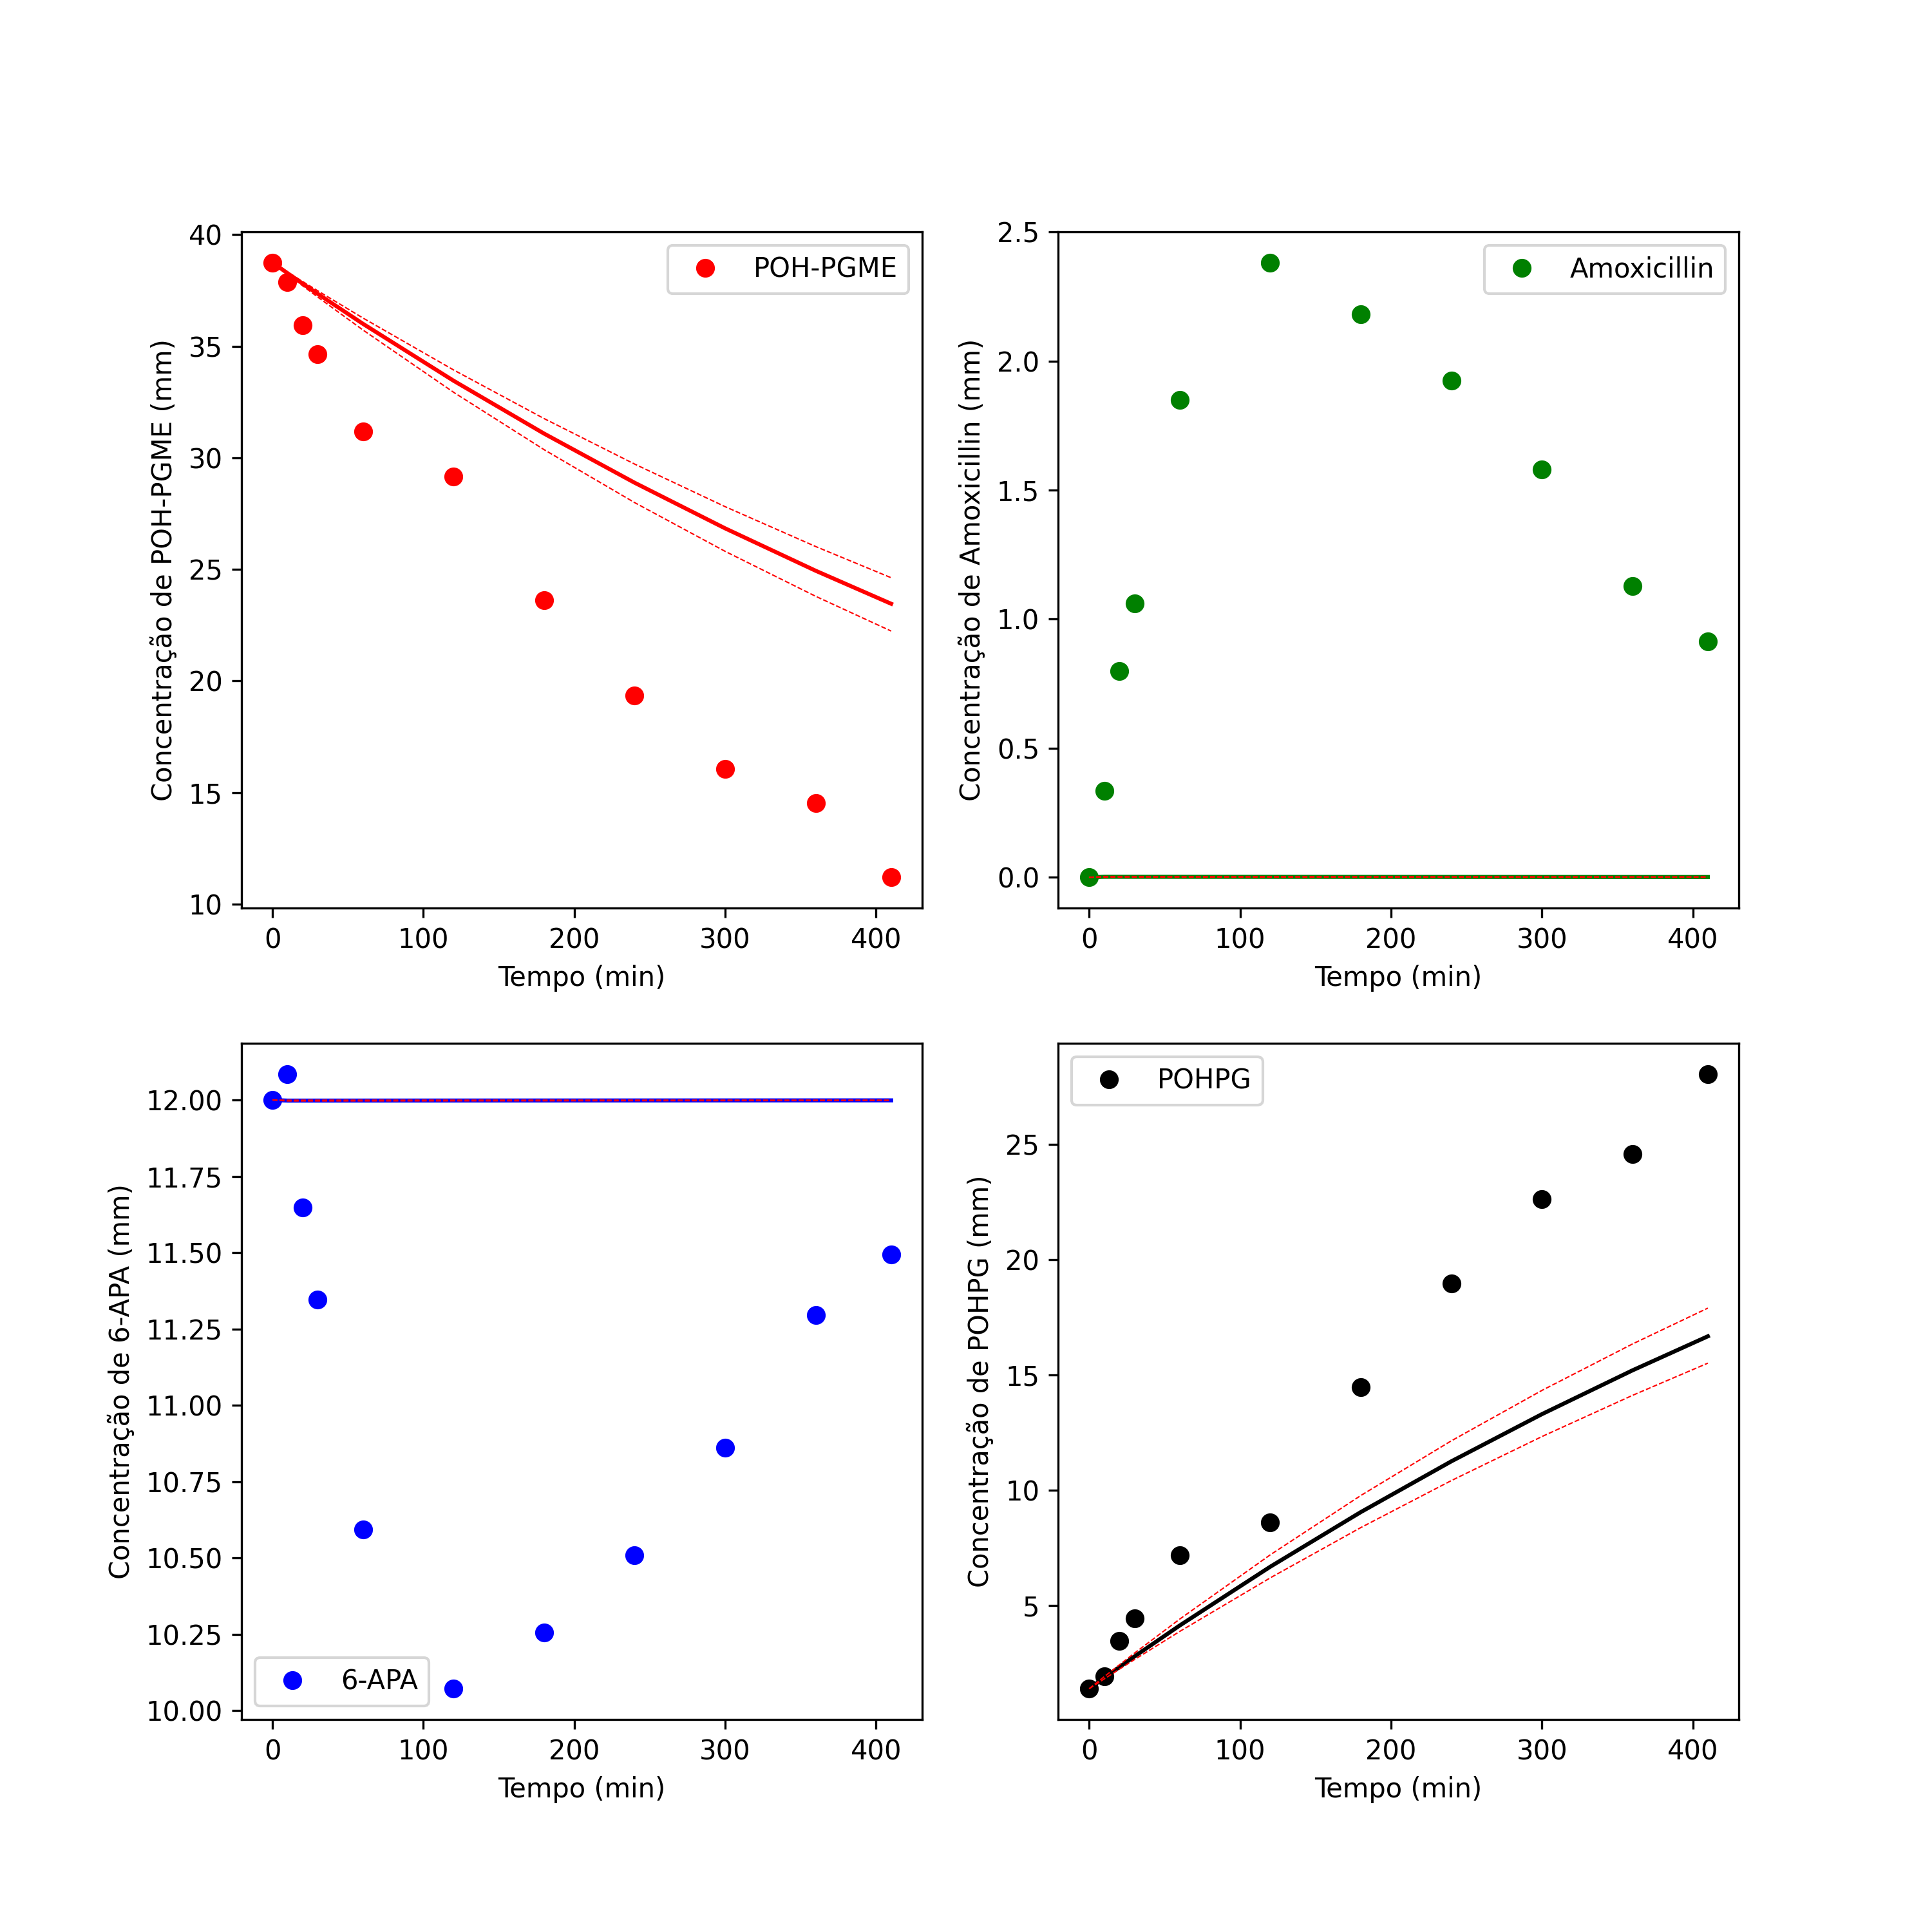 POH-PGME
Concentração de POH-PGME (mm)
40
35
30
25
20
15
10
0 100 200 300 400
Tempo (min)
Amoxicillin
Concentração de Amoxicillin (mm)
2.5
2.0
1.5
1.0
0.5
0.0
0 100 200 300 400
Tempo (min)
6-APA
Concentração de 6-APA (mm)
12.00
11.75
11.50
11.25
11.00
10.75
10.50
10.25
10.00
0 100 200 300 400
Tempo (min)
POHPG
Concentração de POHPG (mm)
25
20
15
10
5
0 100 200 300 400
Tempo (min)